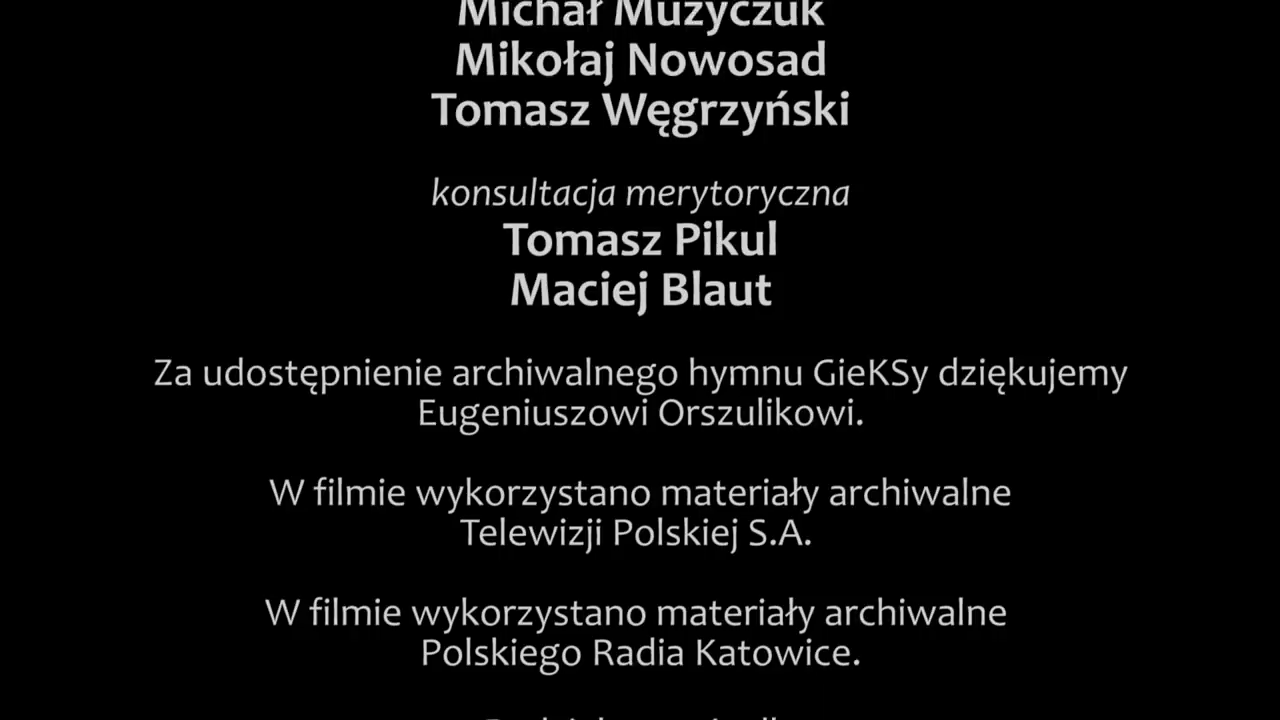 Michał Muzyczuk
Mikołaj Nowosad
Tomasz Węgrzyński
konsultacja merytoryczna
Tomasz Pikul
Maciej Blaut
Za udostępnienie archiwalnego hymnu GieKSy dziękujemy
Eugeniuszowi Orszulikowi.
W filmie wykorzystano materiały archiwalne
Telewizji Polskiej S.A.
W filmie wykorzystano materiały archiwalne
Polskiego Radia Katowice.